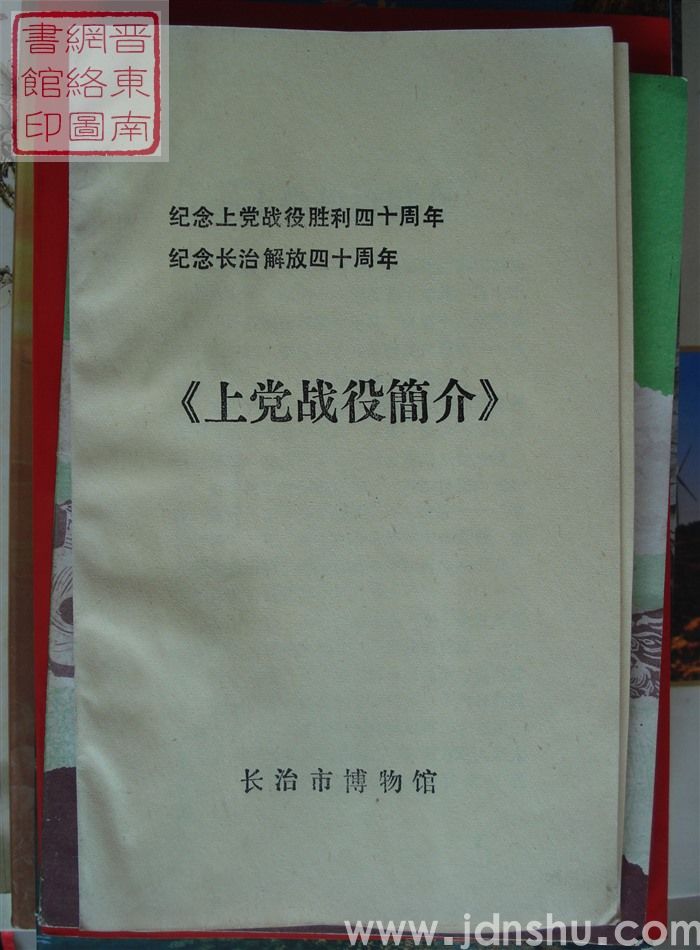 晋東南
網絡圖
書館印
纪念上党战役胜利四十周年
纪念长治解放四十周年
《上党战役簡介》
长治市博物馆
www.jdnshu.com